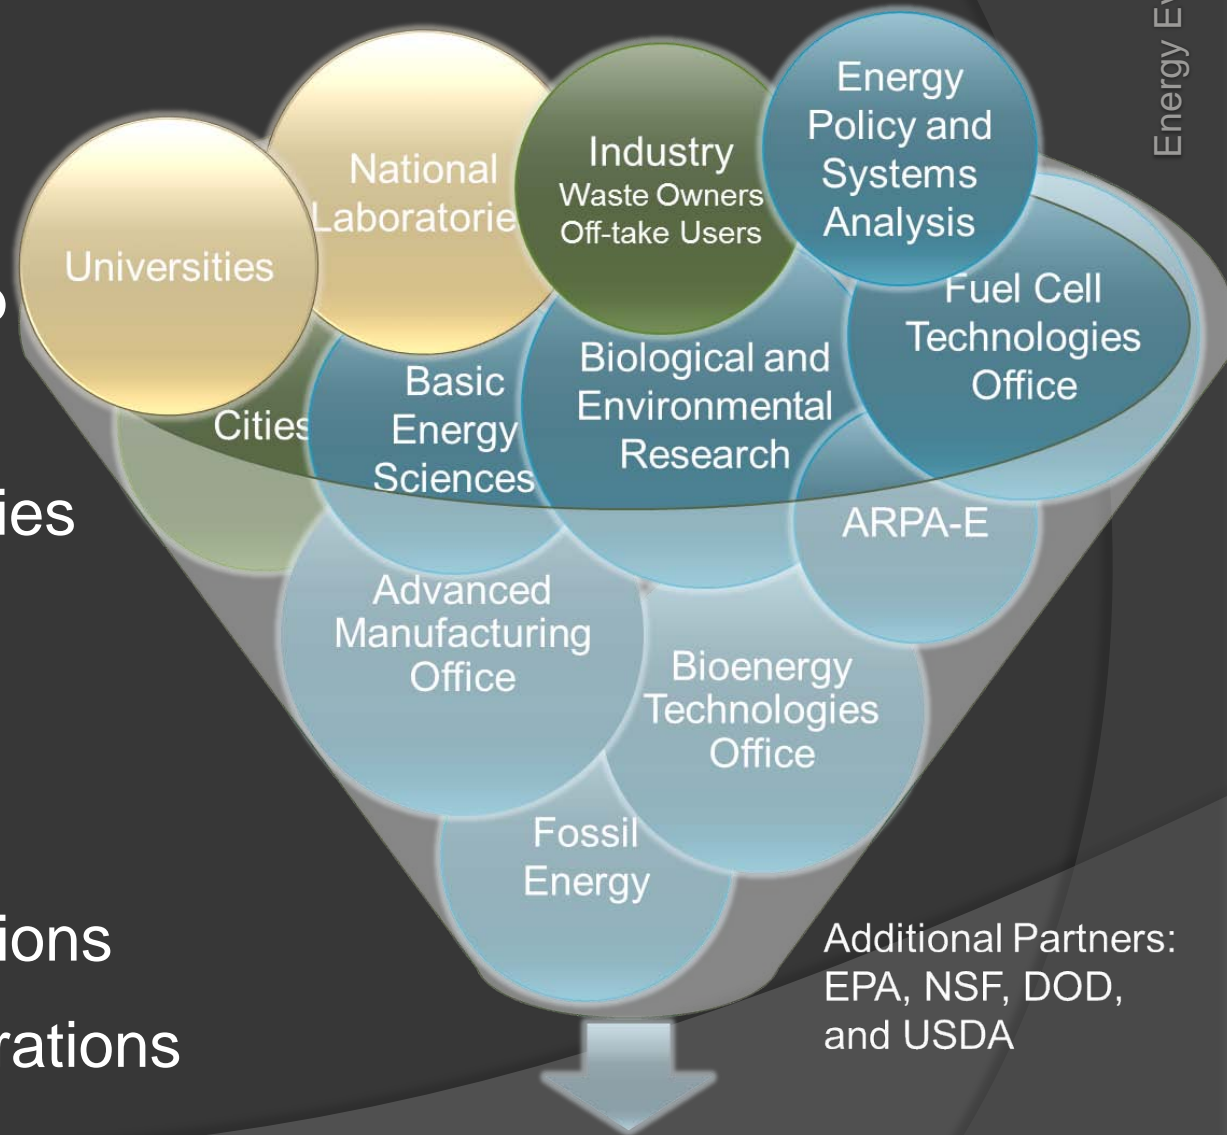 Energy
Policy and
Systems
Analysis
Industry
Waste Owners
Off-take Users
National
Laboratorie
Universities
Fuel Cell
Technologies
Office
Biological and
Environmental
Research
Basic
Energy
Sciences
Cities
ARPA-E
Advanced
Manufacturing
Office
Bioenergy
Technologies
Office
Fossil
Energy
Additional Partners:
EPA, NSF, DOD,
and USDA
ies
ions
rations
Energy Ev